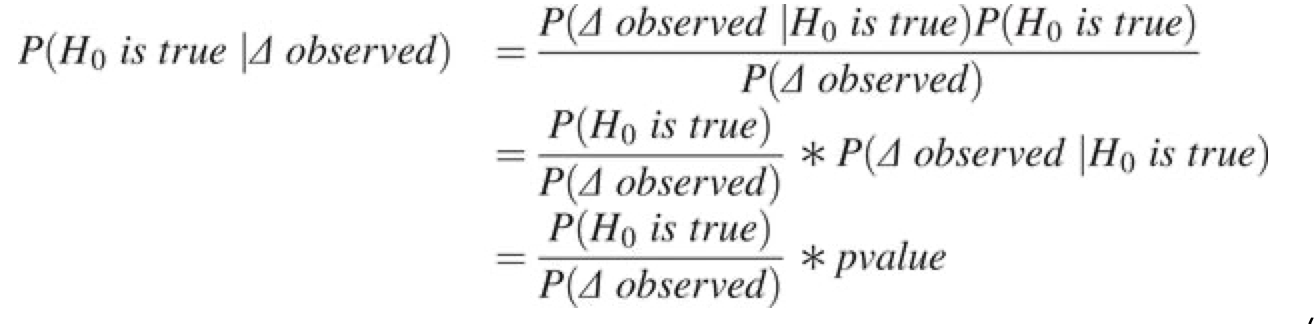 P(H₀ is true |Δ observed) = P(Δ observed |H₀ is true)P(H₀ is true) / P(Δ observed)
= P(H₀ is true) / P(Δ observed) * P(Δ observed |H₀ is true)
= P(H₀ is true) / P(Δ observed) * pvalue